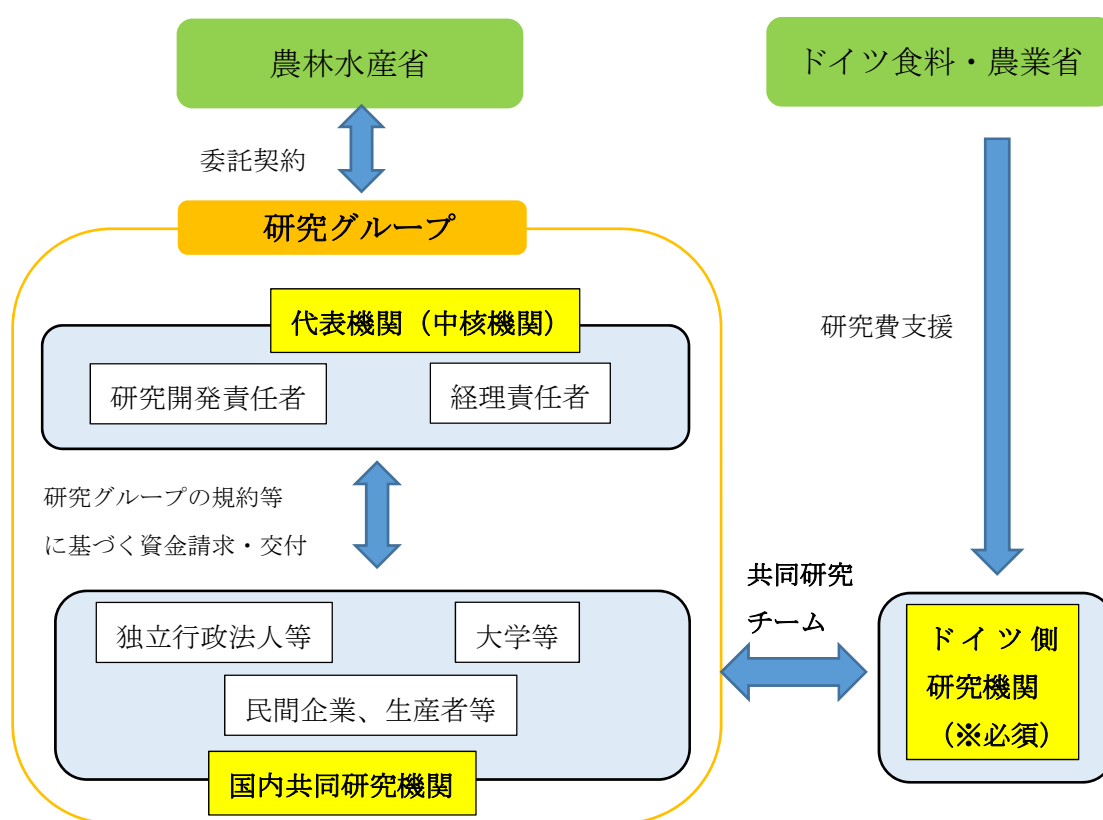 農林水産省
ドイツ食料・農業省
委託契約
研究グループ
代表機関（中核機関）
研究開発責任者
経理責任者
研究費支援
研究グループの規約等
に基づく資金請求・交付
共同研究
チーム
独立行政法人等
大学等
民間企業、生産者等
国内共同研究機関
ドイツ側
研究機関
（※必須）